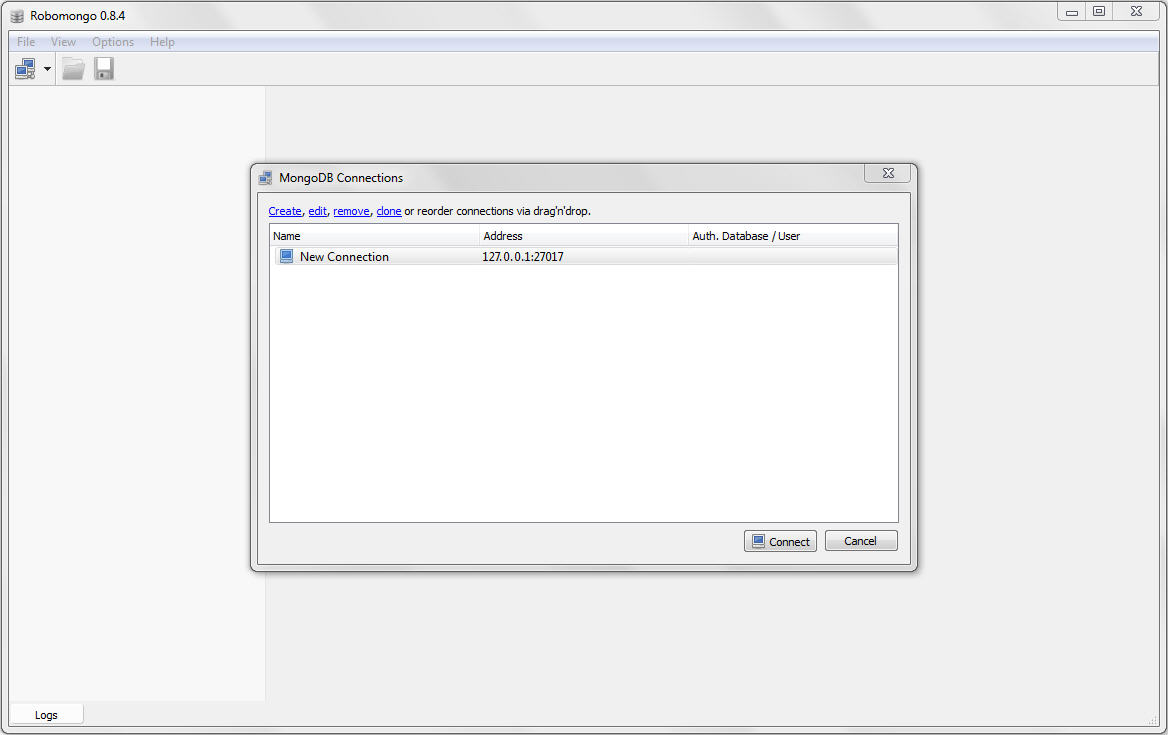 Robomongo 0.8.4
File View Options Help
MongoDB Connections
Create, edit, remove, clone or reorder connections via drag'n'drop.
Name Address Auth. Database / User
New Connection 127.0.0.1:27017
Connect Cancel
Logs